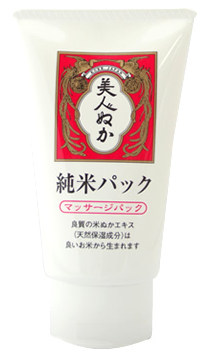 美人ぬか
純米パック
マッサージパック
良質の米ぬかエキス
(天然保湿成分)は
良いお米から生まれます